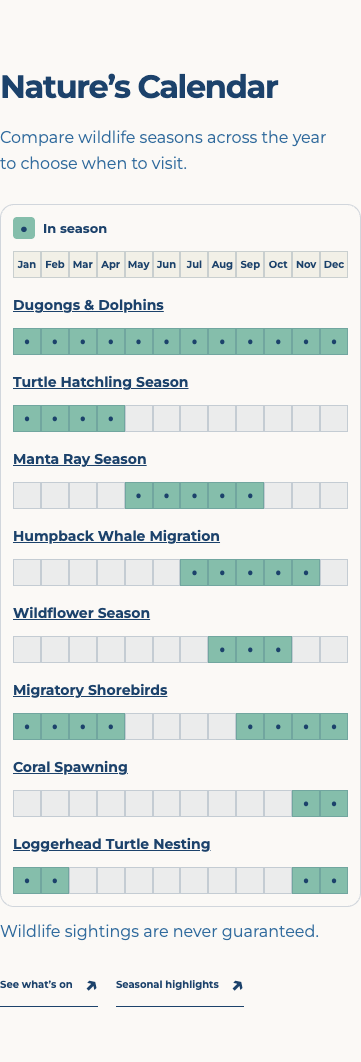 Nature’s Calendar
Compare wildlife seasons across the year
to choose when to visit.
In season
Jan Feb Mar Apr May Jun Jul Aug Sep Oct Nov Dec
Dugongs & Dolphins
Turtle Hatchling Season
Manta Ray Season
Humpback Whale Migration
Wildflower Season
Migratory Shorebirds
Coral Spawning
Loggerhead Turtle Nesting
Wildlife sightings are never guaranteed.
See what’s on Seasonal highlights